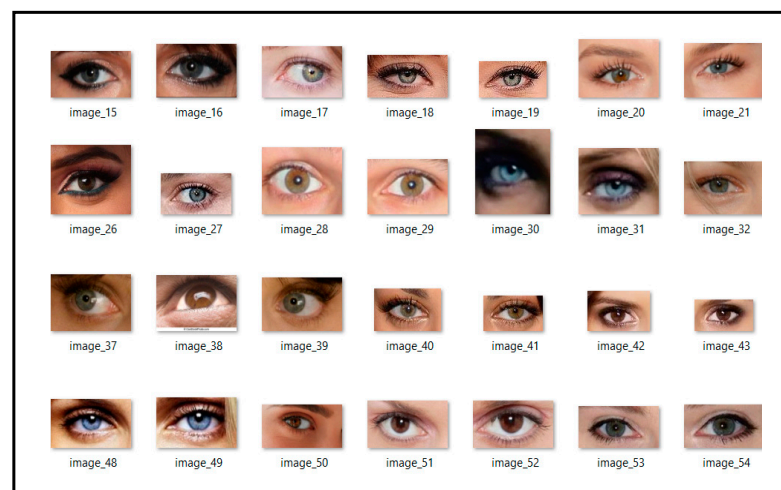 image_15 image_16 image_17 image_18 image_19 image_20 image_21
image_26 image_27 image_28 image_29 image_30 image_31 image_32
image_37 image_38 image_39 image_40 image_41 image_42 image_43
image_48 image_49 image_50 image_51 image_52 image_53 image_54